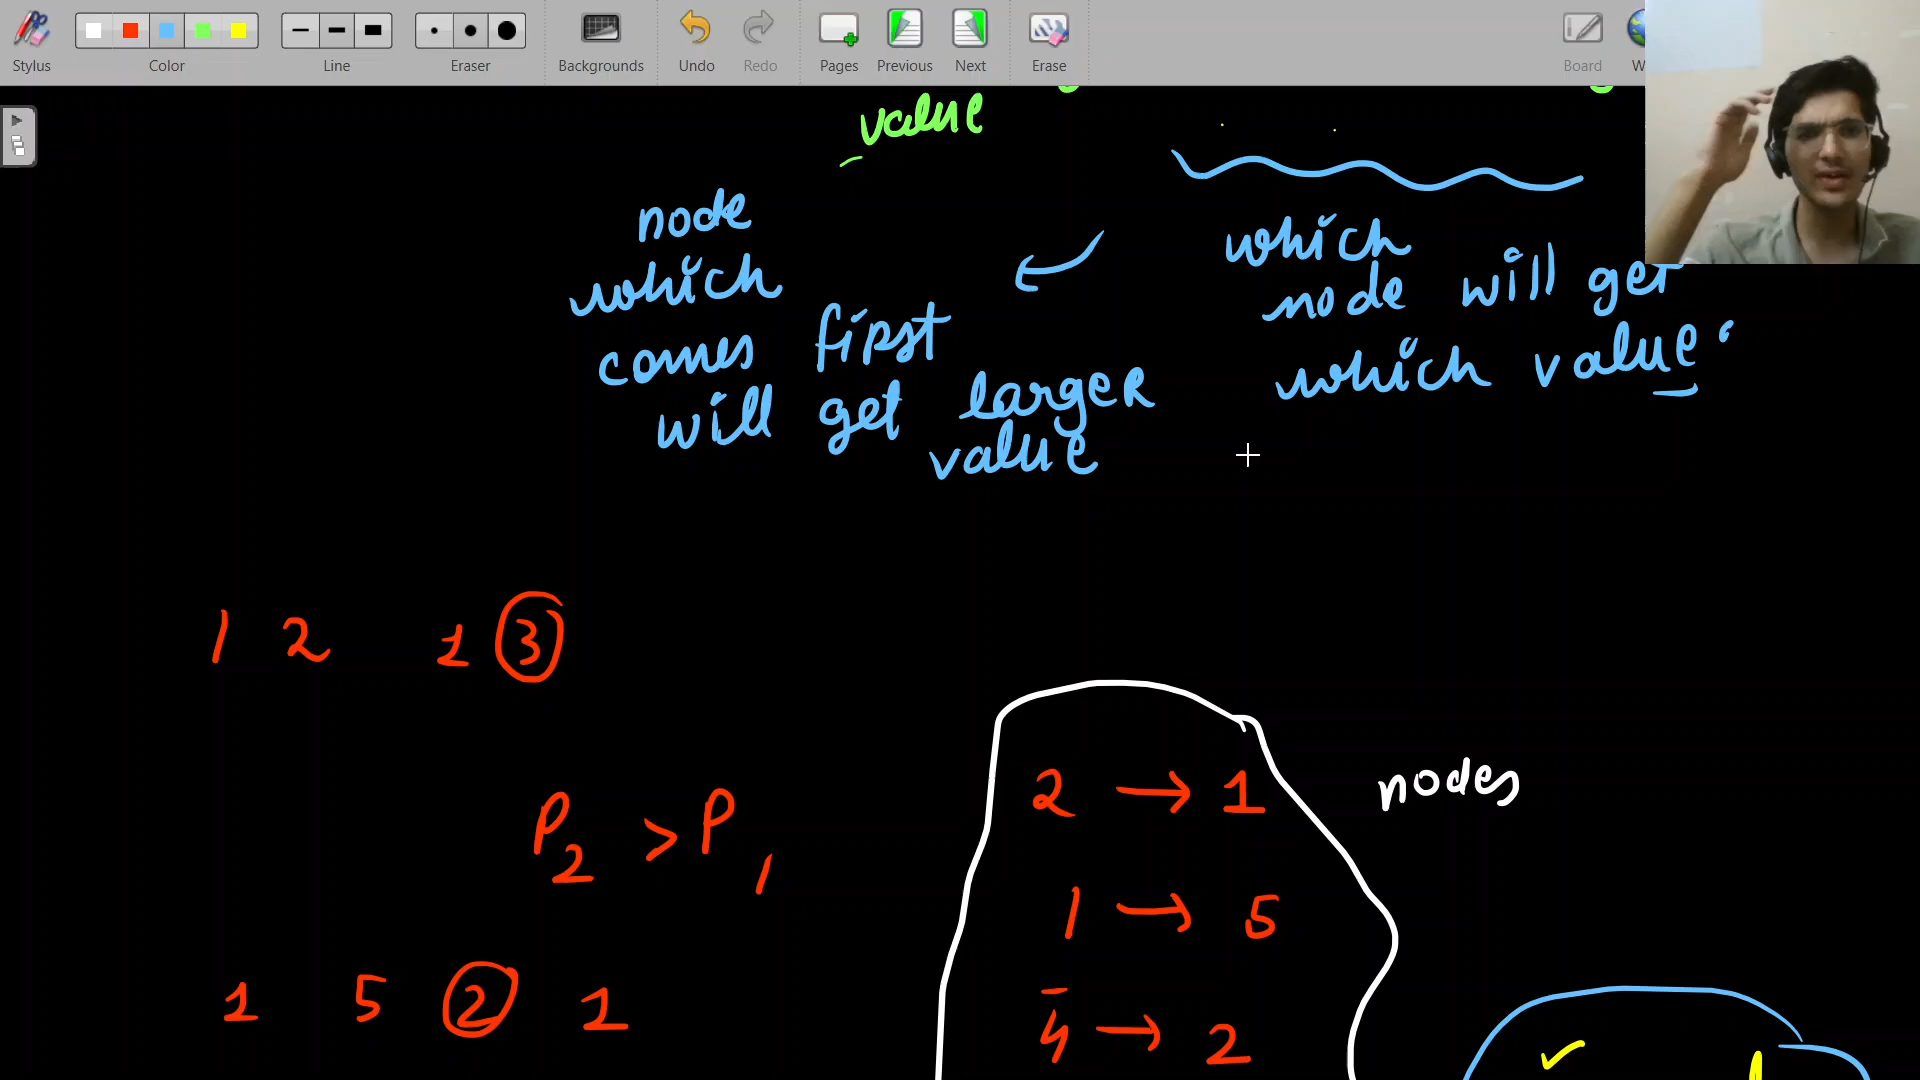 Stylus
Color
Line
Eraser
Backgrounds
Undo
Redo
Pages
Previous
Next
Erase
Board
W
value
node
which
comes first
will get larger
value
which
node will get
which value
1 2 1 3
P2 > P1
1 5 2 1
2 → 1
1 → 5
4 → 2
nodes